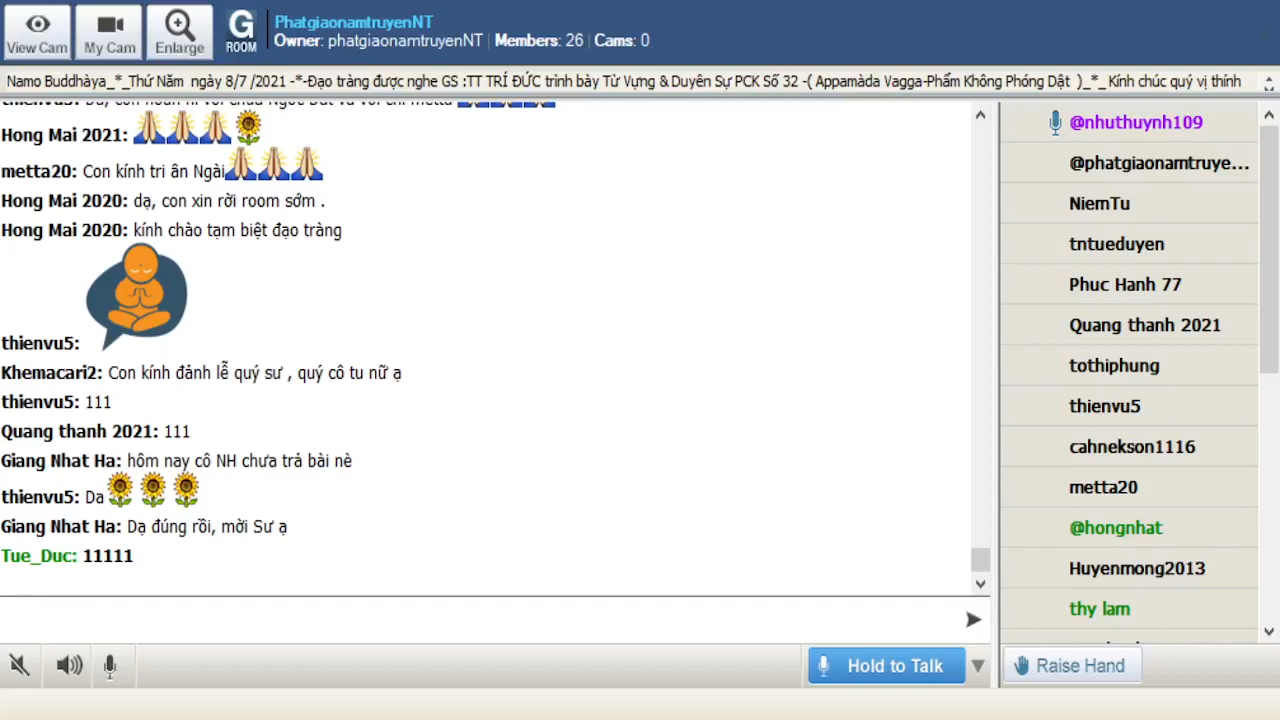 View Cam
My Cam
Enlarge
G
ROOM
PhatgiaonamtruyenNT
Owner: phatgiaonamtruyenNT | Members: 26 | Cams: 0
Namo Buddhàya_*_Thứ Năm ngày 8/7 /2021 -*-Đạo tràng được nghe GS :TT TRÍ ĐỨC trình bày Từ Vựng & Duyên Sự PCK Số 32 -( Appamàda Vagga-Phẩm Không Phóng Dật )_*_ Kính chúc quý vị thính
Hong Mai 2021:
metta20: Con kính tri ân Ngài
Hong Mai 2020: dạ, con xin rời room sớm .
Hong Mai 2020: kính chào tạm biệt đạo tràng
thienvu5:
Khemacari2: Con kính đảnh lễ quý sư , quý cô tu nữ ạ
thienvu5: 111
Quang thanh 2021: 111
Giang Nhat Ha: hôm nay cô NH chưa trả bài nè
thienvu5: Da
Giang Nhat Ha: Dạ đúng rồi, mời Sư ạ
Tue_Duc: 11111
@nhuthuynh109
@phatgiaonamtruye...
NiemTu
tntueduyen
Phuc Hanh 77
Quang thanh 2021
tothiphung
thienvu5
cahnekson1116
metta20
@hongnhat
Huyenmong2013
thy lam
Hold to Talk
Raise Hand